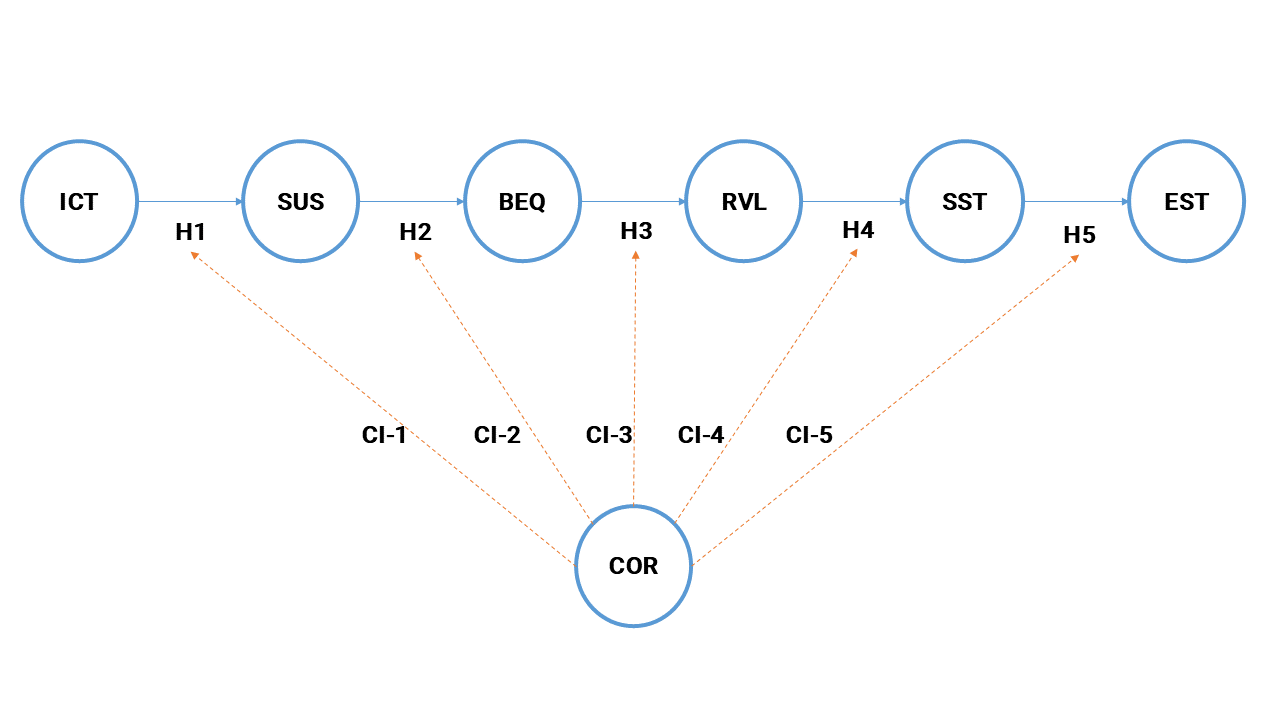 ICT
SUS
BEQ
RVL
SST
EST
H1
H2
H3
H4
H5
CI-1
CI-2
CI-3
CI-4
CI-5
COR